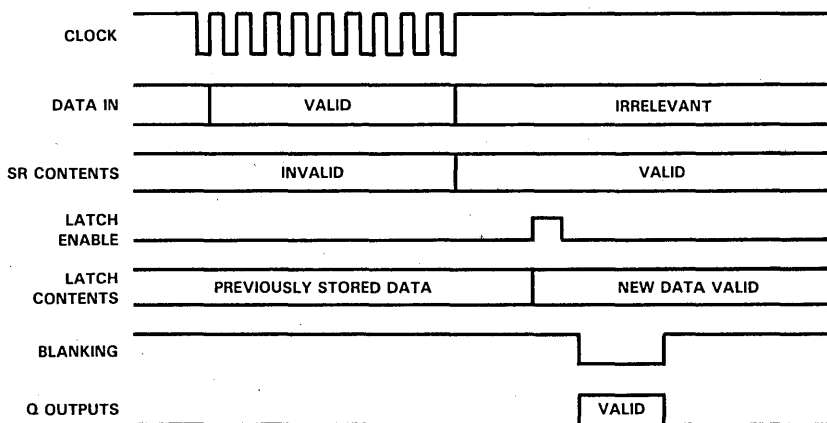 CLOCK
DATA IN
VALID
IRRELEVANT
SR CONTENTS
INVALID
VALID
LATCH
ENABLE
LATCH
CONTENTS
PREVIOUSLY STORED DATA
NEW DATA VALID
BLANKING
Q OUTPUTS
VALID